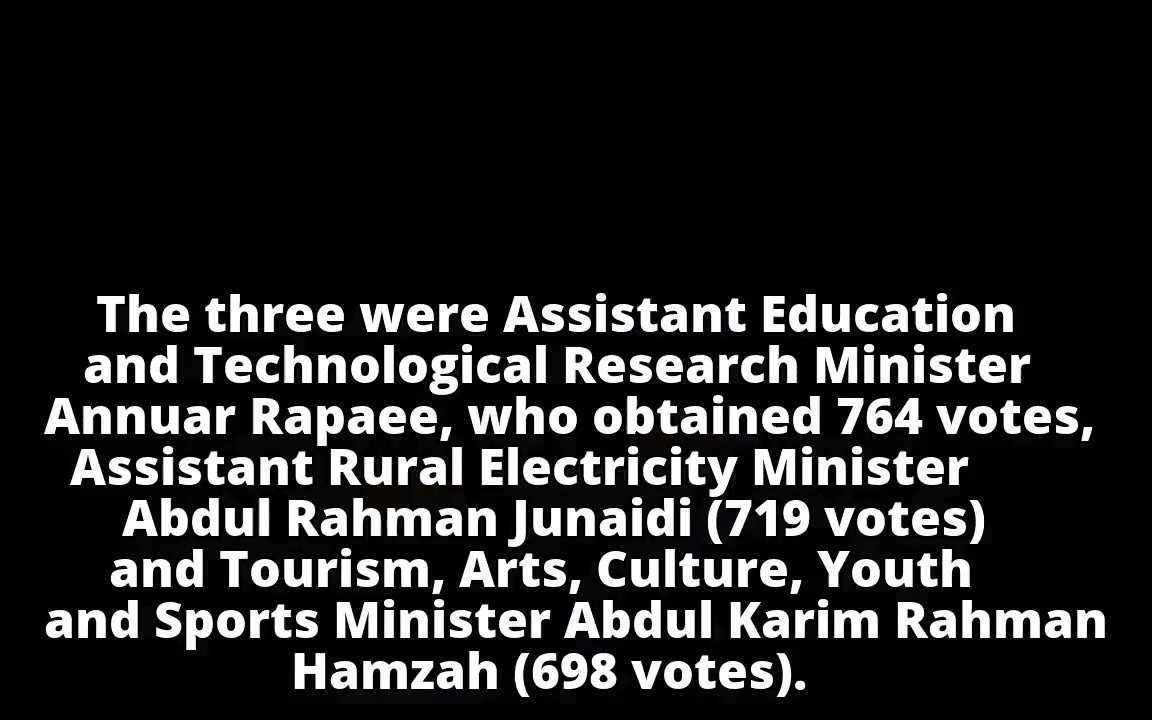 The three were Assistant Education
and Technological Research Minister
Annuar Rapaee, who obtained 764 votes,
Assistant Rural Electricity Minister
Abdul Rahman Junaidi (719 votes)
and Tourism, Arts, Culture, Youth
and Sports Minister Abdul Karim Rahman
Hamzah (698 votes).